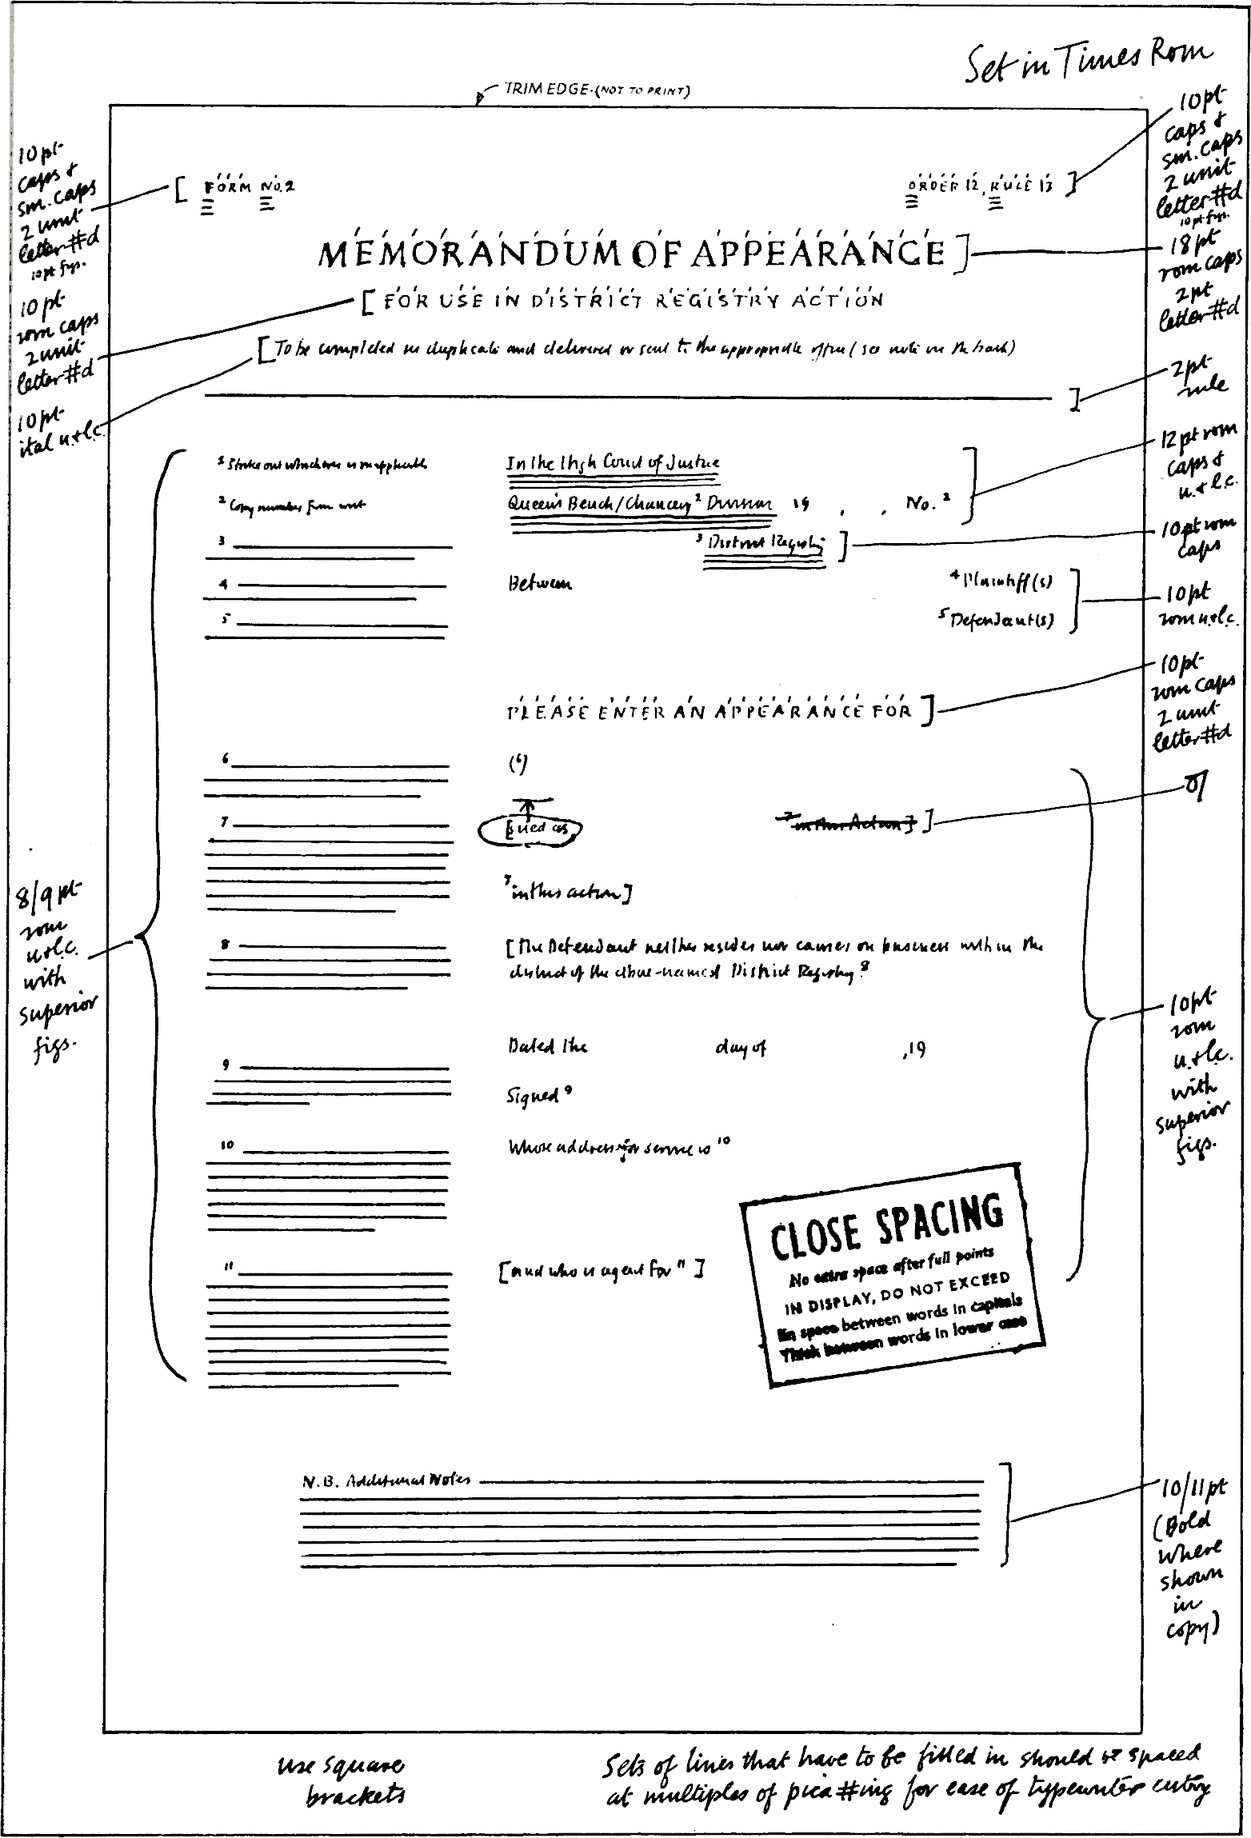 Set in Times Rom
TRIM EDGE (NOT TO PRINT)
10pt
caps &
sm. caps
2 unit
letter#d
10pt figs.
10pt
caps &
sm. caps
2 unit
letter#d
10pt figs.
FORM No. 2
ORDER 12, RULE 13
MEMORANDUM OF APPEARANCE
18pt
rom caps
2pt
letter#d
FOR USE IN DISTRICT REGISTRY ACTION
10pt
rom caps
2 unit
letter#d
[To be completed in duplicate and delivered or sent to the appropriate office (see note on the back)
10pt
ital u.+l.c.
2pt
rule
1 Strike out whichever is inapplicable
In the High Court of Justice
12pt rom
caps &
u.+l.c.
2 Copy number from writ
Queen's Bench/Chancery 2 Division 19 , , No. 2
3
3 District Registry
10pt rom
caps
4
Between
4 Plaintiff(s)
5
5 Defendant(s)
10pt
rom u.+l.c.
PLEASE ENTER AN APPEARANCE FOR
10pt
rom caps
2 unit
letter#d
6
(6)
7
[sued as
7 in this Action]
7 in this action]
8/9pt
rom
u.+l.c.
with
superior
figs.
8
[The Defendant neither resides nor carries on business within the
district of the above-named District Registry 8
10pt
rom
u.+l.c.
with
superior
figs.
9
Dated the day of ,19
Signed 9
10
Whose address for service is 10
11
[and who is agent for 11 ]
CLOSE SPACING
No extra space after full points
IN DISPLAY, DO NOT EXCEED
En space between words in capitals
Thick between words in lower case
N.B. Additional Notes
10/11pt
(Bold
where
shown
in
copy)
use square
brackets
Sets of lines that have to be filled in should be spaced
at multiples of pica #ing for ease of typewriter entry